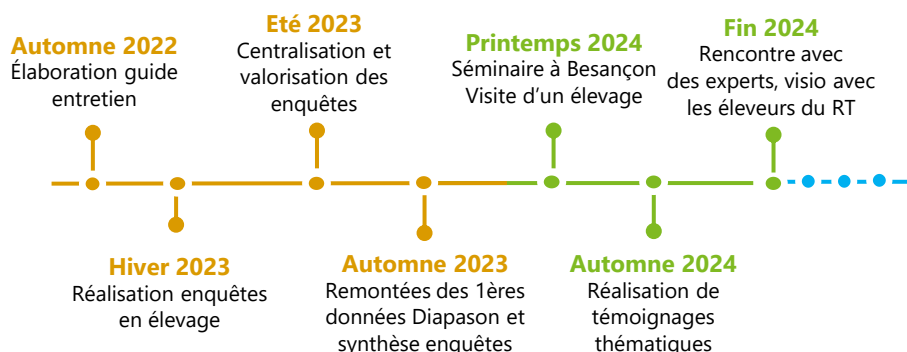 Automne 2022
Élaboration guide
entretien
Hiver 2023
Réalisation enquêtes
en élevage
Eté 2023
Centralisation et
valorisation des
enquêtes
Automne 2023
Remontées des 1ères
données Diapason et
synthèse enquêtes
Printemps 2024
Séminaire à Besançon
Visite d'un élevage
Automne 2024
Réalisation de
témoignages
thématiques
Fin 2024
Rencontre avec
des experts, visio avec
les éleveurs du RT